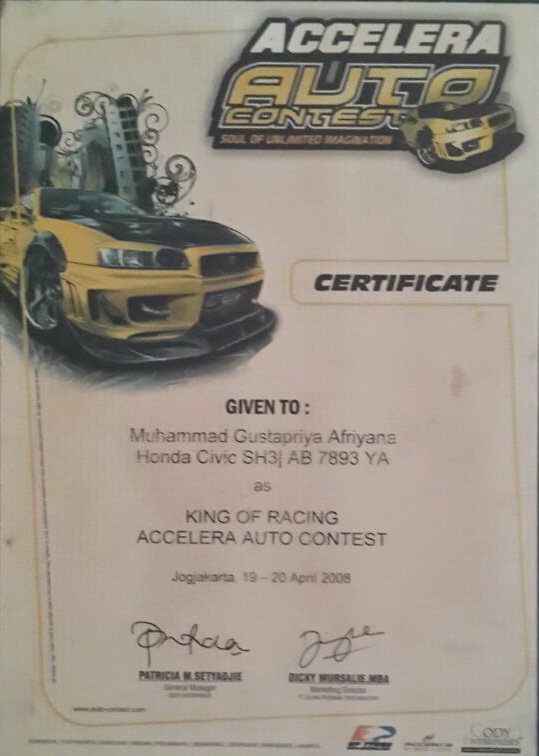 ACCELERA
AUTO
CONTEST
SOUL OF UNLIMITED IMAGINATION
CERTIFICATE
GIVEN TO :
Muhammad Gustapriya Afriyana
Honda Civic SH3| AB 7893 YA
as
KING OF RACING
ACCELERA AUTO CONTEST
Jogjakarta, 19 – 20 April 2008
PATRICIA M.SETYADJIE DICKY MURSALIE.MBA
General Manager Marketing Director
www.auto-contest.com
CODY